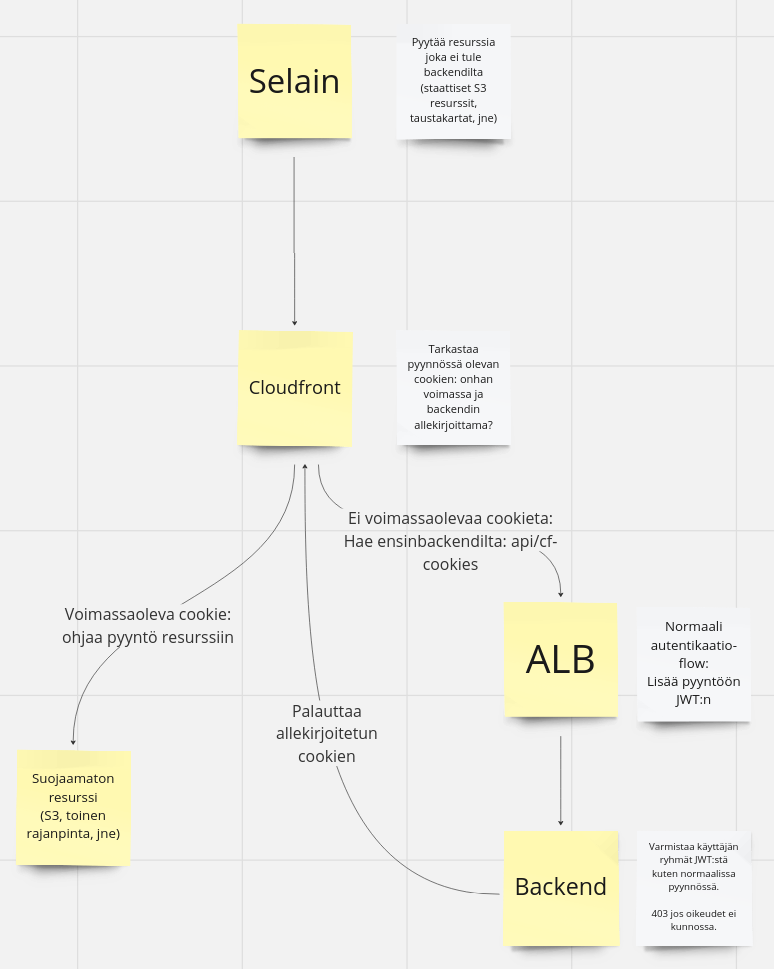 Selain
Pyytää resurssia
joka ei tule
backendilta
(staattiset S3
resurssit,
taustakartat, jne)
Cloudfront
Tarkastaa
pyynnössä olevan
cookien: onhan
voimassa ja
backendin
allekirjoittama?
Ei voimassaolevaa cookieta:
Hae ensinbackendilta: api/cf-
cookies
Voimassaoleva cookie:
ohjaa pyyntö resurssiin
ALB
Normaali
autentikaatio-
flow:
Lisää pyyntöön
JWT:n
Palauttaa
allekirjoitetun
cookien
Suojaamaton
resurssi
(S3, toinen
rajanpinta, jne)
Backend
Varmistaa käyttäjän
ryhmät JWT:stä
kuten normaalissa
pyynnössä.
403 jos oikeudet ei
kunnossa.